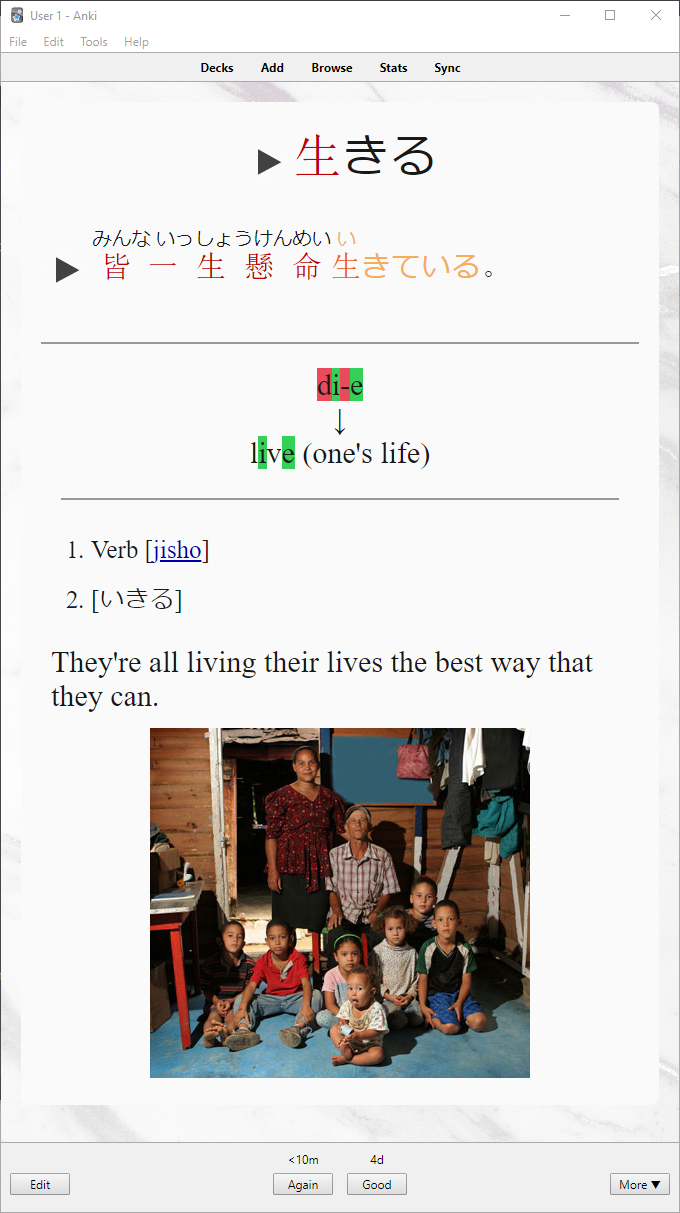 User 1 - Anki
File Edit Tools Help
Decks Add Browse Stats Sync
▶ 生きる
みんな いっしょうけんめい い
▶ 皆 一 生 懸 命 生きている。
di-e
↓
live (one's life)
1. Verb [jisho]
2. [いきる]
They're all living their lives the best way that
they can.
<10m 4d
Edit Again Good More ▼